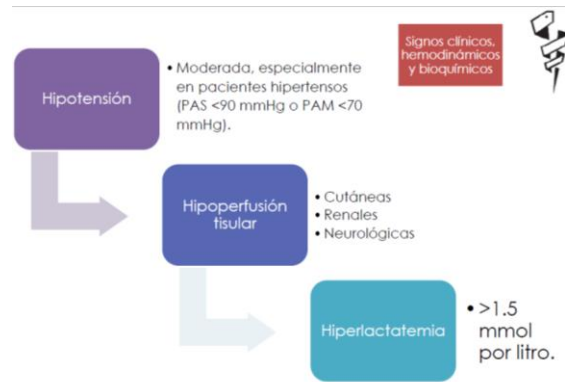 Signos clínicos,
hemodinámicos
y bioquímicos
Hipotensión
• Moderada, especialmente
en pacientes hipertensos
(PAS <90 mmHg o PAM <70
mmHg).
Hipoperfusión
tisular
• Cutáneas
• Renales
• Neurológicas
Hiperlactatemia
• >1.5
mmol
por litro.